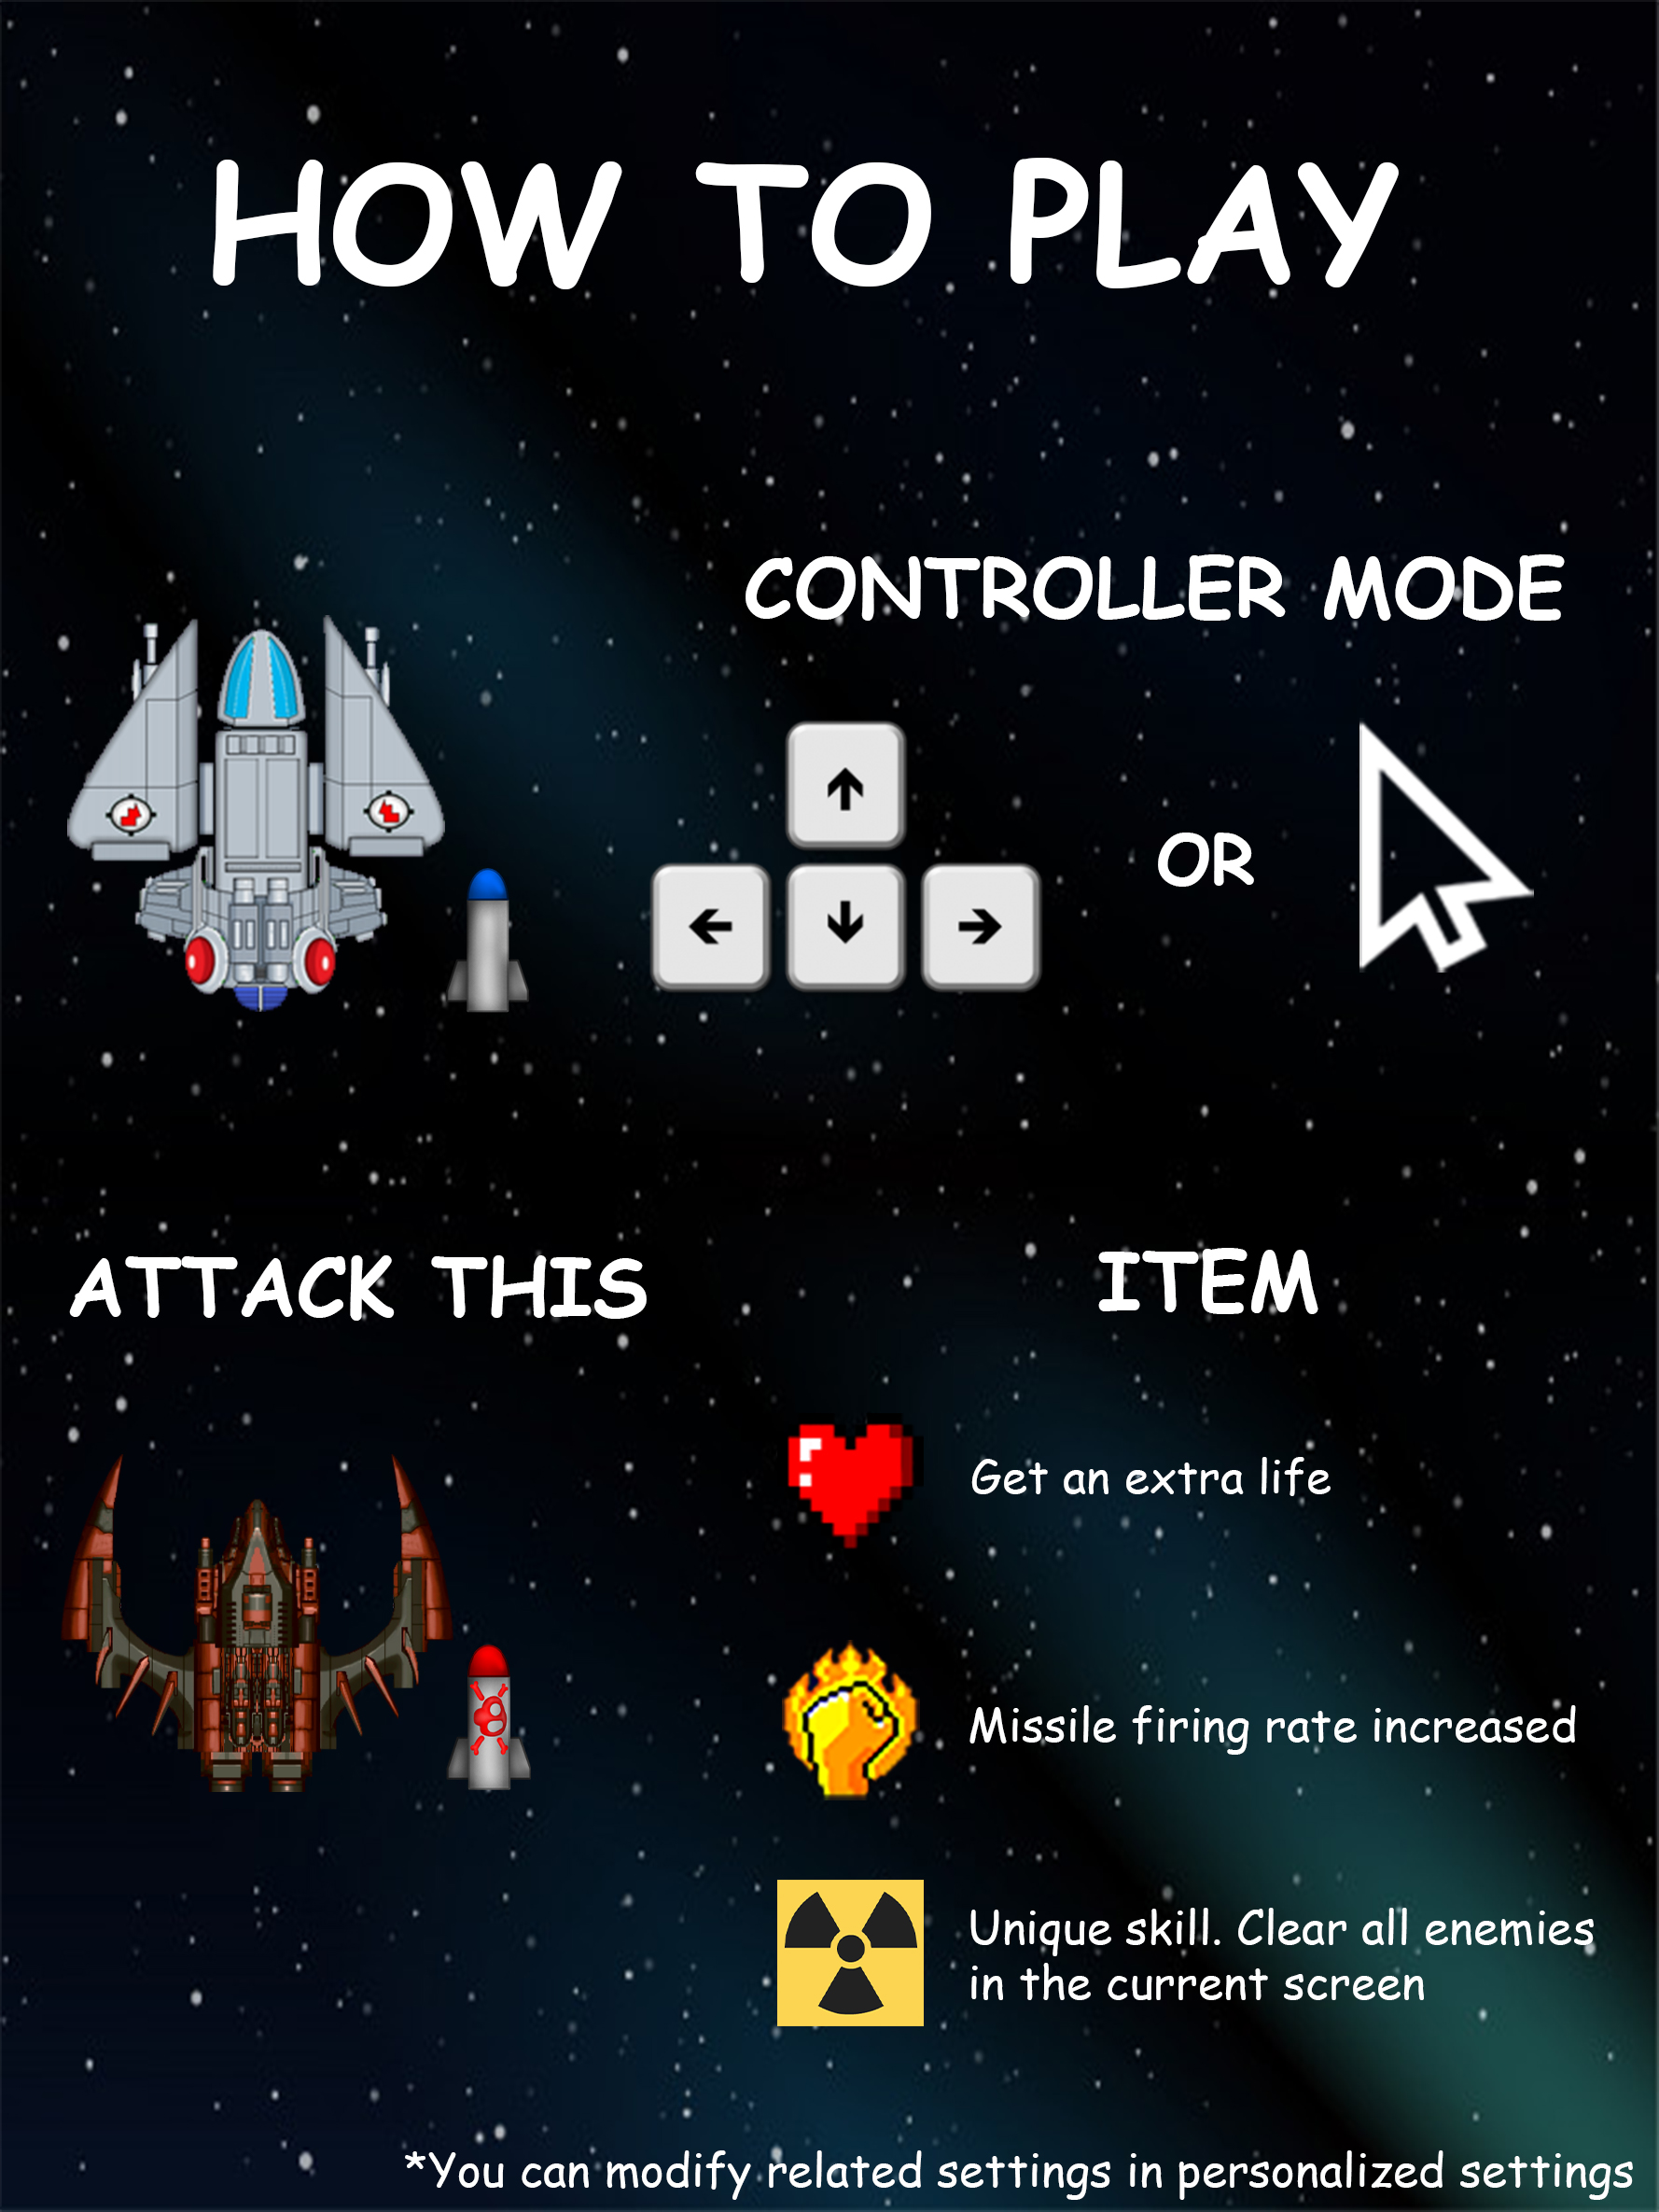 HOW TO PLAY
CONTROLLER MODE
OR
ATTACK THIS
ITEM
Get an extra life
Missile firing rate increased
Unique skill. Clear all enemies
in the current screen
*You can modify related settings in personalized settings